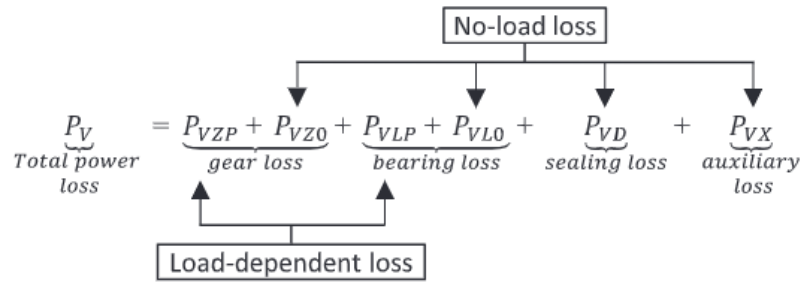 No-load loss
P_V = P_VZP + P_VZ0 + P_VLP + P_VL0 + P_VD + P_VX
Total power gear loss bearing loss sealing loss auxiliary
loss loss
Load-dependent loss